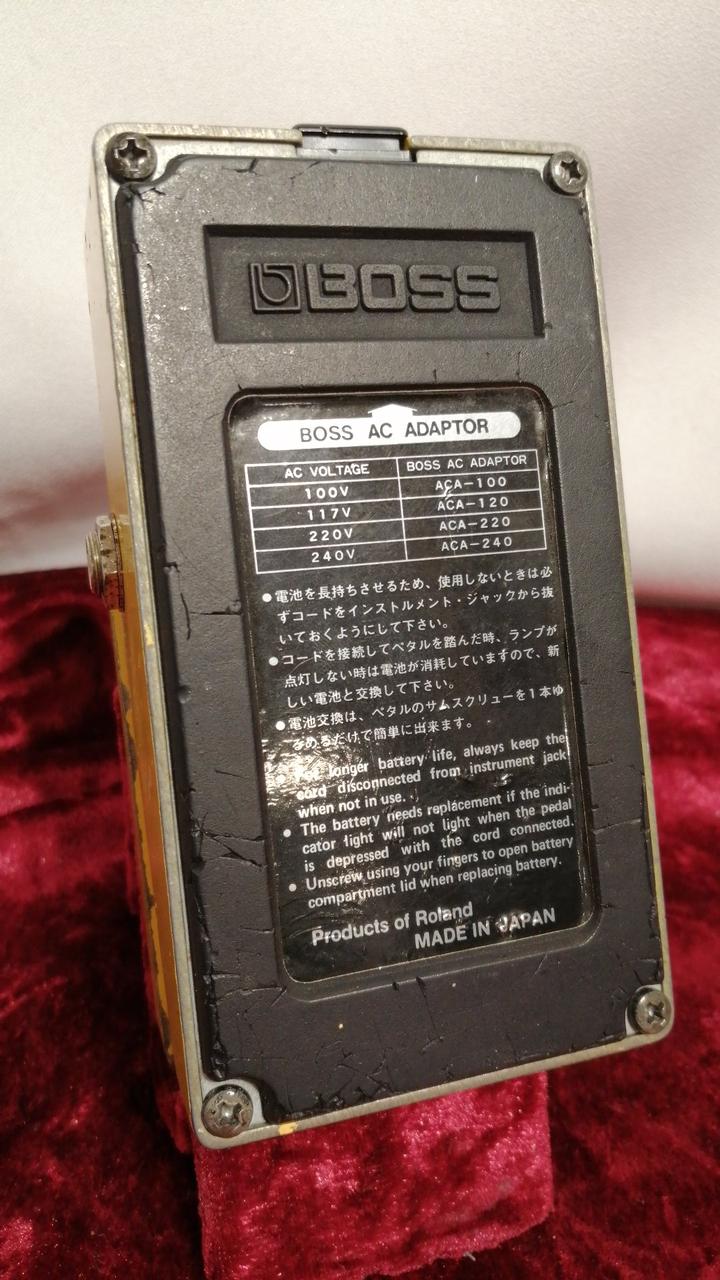 BOSS
BOSS AC ADAPTOR
AC VOLTAGE BOSS AC ADAPTOR
100V ACA-100
117V ACA-120
220V ACA-220
240V ACA-240
●電池を長持ちさせるため、使用しないときは必
ずコードをインストルメント・ジャックから抜
いておくようにして下さい。
●コードを接続してペダルを踏んだ時、ランプが
点灯しない時は電池が消耗していますので、新
しい電池と交換して下さい。
●電池交換は、ペダルのサムスクリューを1本ゆ
るめるだけで簡単に出来ます。
● For longer battery life, always keep the
cord disconnected from instrument jack
when not in use.
● The battery needs replacement if the indi-
cator light will not light when the pedal
is depressed with the cord connected.
● Unscrew using your fingers to open battery
compartment lid when replacing battery.
Products of Roland
MADE IN JAPAN